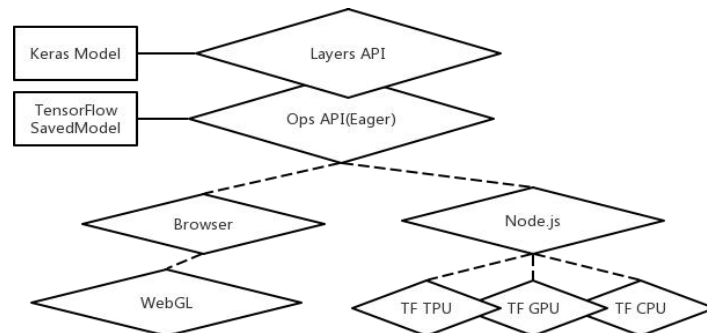 Keras Model
Layers API
TensorFlow
SavedModel
Ops API(Eager)
Browser
Node.js
WebGL
TF TPU
TF GPU
TF CPU